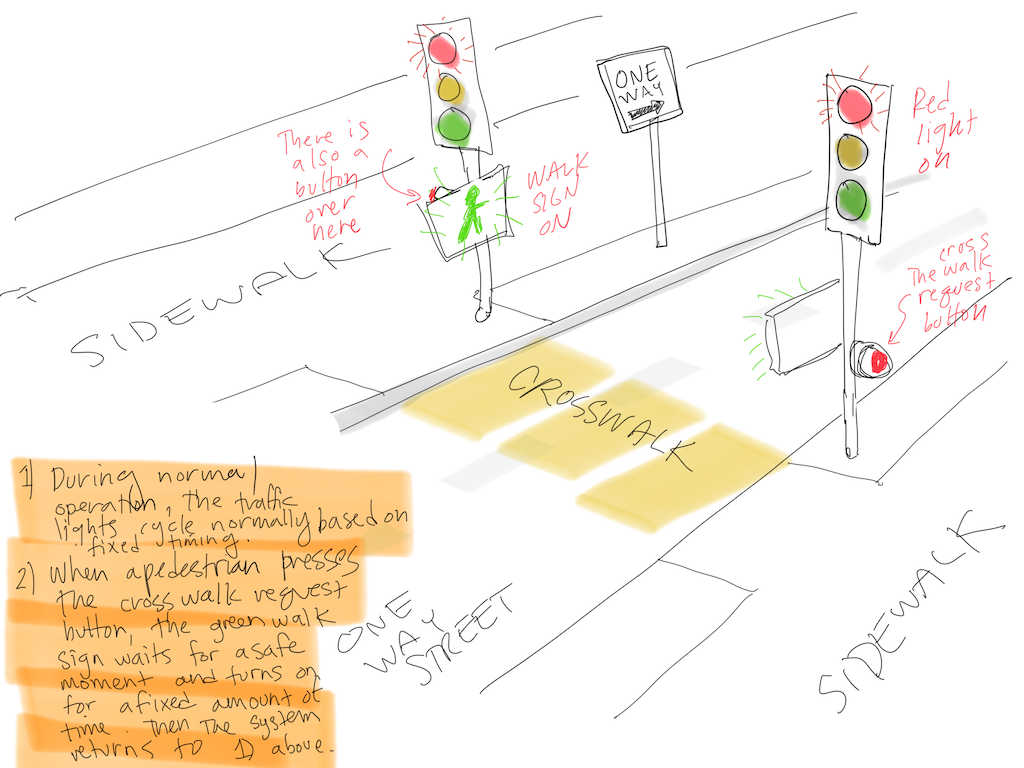 ONE
WAY
There is
also a
button
over
here
WALK
SIGN
ON
Red
light
on
SIDEWALK
cross
The walk
request
button
CROSSWALK
1) During normal
operation, the traffic
lights cycle normally based on
fixed timing.
2) When a pedestrian presses
the cross walk request
button, the green walk
sign waits for a safe
moment and turns on
for a fixed amount of
time. Then the system
returns to 1) above.
ONE
WAY
STREET
SIDEWALK